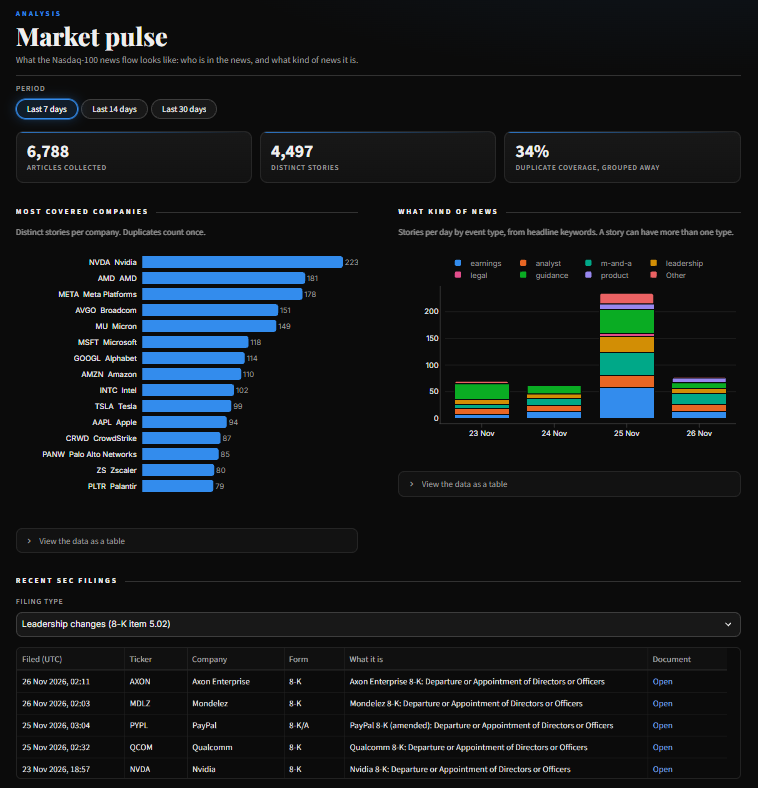 ANALYSIS
Market pulse
What the Nasdaq-100 news flow looks like: who is in the news, and what kind of news it is.
PERIOD
Last 7 days Last 14 days Last 30 days
6,788
ARTICLES COLLECTED
4,497
DISTINCT STORIES
34%
DUPLICATE COVERAGE, GROUPED AWAY
MOST COVERED COMPANIES
Distinct stories per company. Duplicates count once.
NVDA Nvidia 223
AMD AMD 181
META Meta Platforms 178
AVGO Broadcom 151
MU Micron 149
MSFT Microsoft 118
GOOGL Alphabet 114
AMZN Amazon 110
INTC Intel 102
TSLA Tesla 99
AAPL Apple 94
CRWD CrowdStrike 87
PANW Palo Alto Networks 85
ZS Zscaler 80
PLTR Palantir 79
View the data as a table
WHAT KIND OF NEWS
Stories per day by event type, from headline keywords. A story can have more than one type.
earnings analyst m-and-a leadership
legal guidance product Other
200
150
100
50
0
23 Nov 24 Nov 25 Nov 26 Nov
View the data as a table
RECENT SEC FILINGS
FILING TYPE
Leadership changes (8-K Item 5.02)
Filed (UTC) Ticker Company Form What it is Document
26 Nov 2026, 02:11 AXON Axon Enterprise 8-K Axon Enterprise 8-K: Departure or Appointment of Directors or Officers Open
26 Nov 2026, 02:03 MDLZ Mondelez 8-K Mondelez 8-K: Departure or Appointment of Directors or Officers Open
25 Nov 2026, 03:04 PYPL PayPal 8-K/A PayPal 8-K (amended): Departure or Appointment of Directors or Officers Open
25 Nov 2026, 02:32 QCOM Qualcomm 8-K Qualcomm 8-K: Departure or Appointment of Directors or Officers Open
23 Nov 2026, 18:57 NVDA Nvidia 8-K Nvidia 8-K: Departure or Appointment of Directors or Officers Open